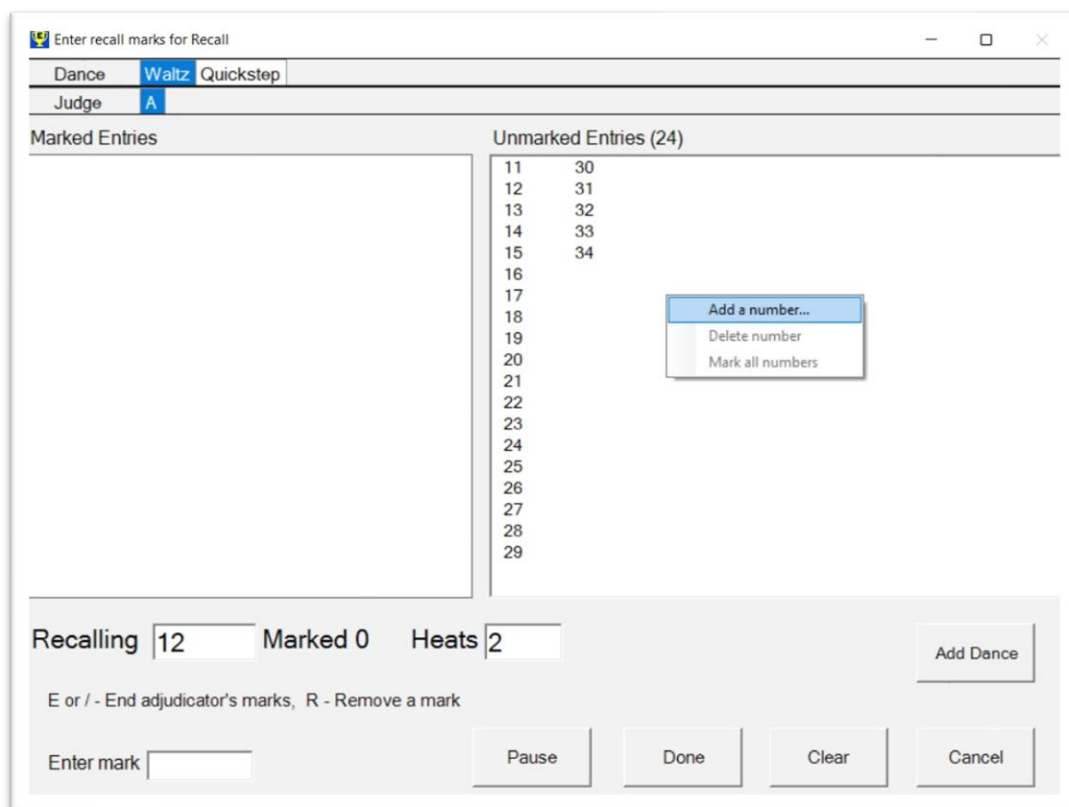 Enter recall marks for Recall
Dance Waltz Quickstep
Judge A
Marked Entries
Unmarked Entries (24)
11 30
12 31
13 32
14 33
15 34
16
17
18
19
20
21
22
23
24
25
26
27
28
29
Add a number...
Delete number
Mark all numbers
Recalling 12 Marked 0 Heats 2
Add Dance
E or / - End adjudicator's marks, R - Remove a mark
Enter mark
Pause Done Clear Cancel